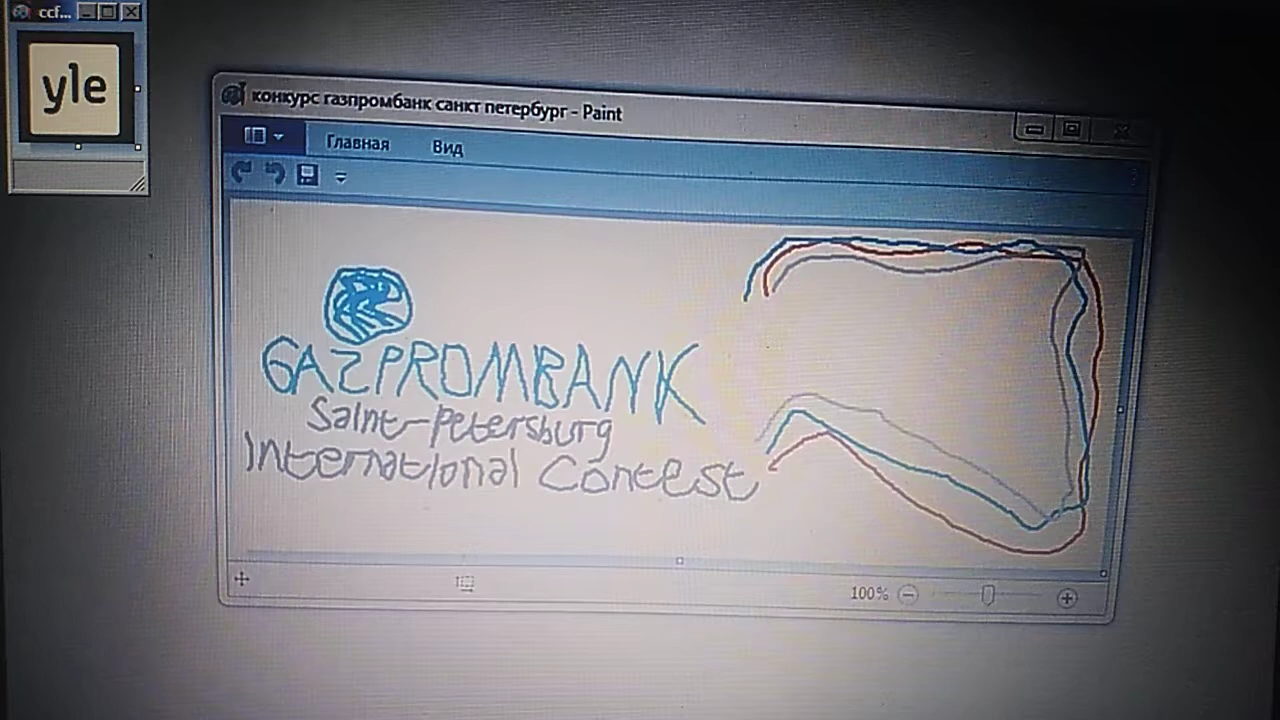 ccf...
yle
конкурс газпромбанк санкт петербург - Paint
Главная Вид
GAZPROMBANK
Saint-Petersburg
International Contest
100%